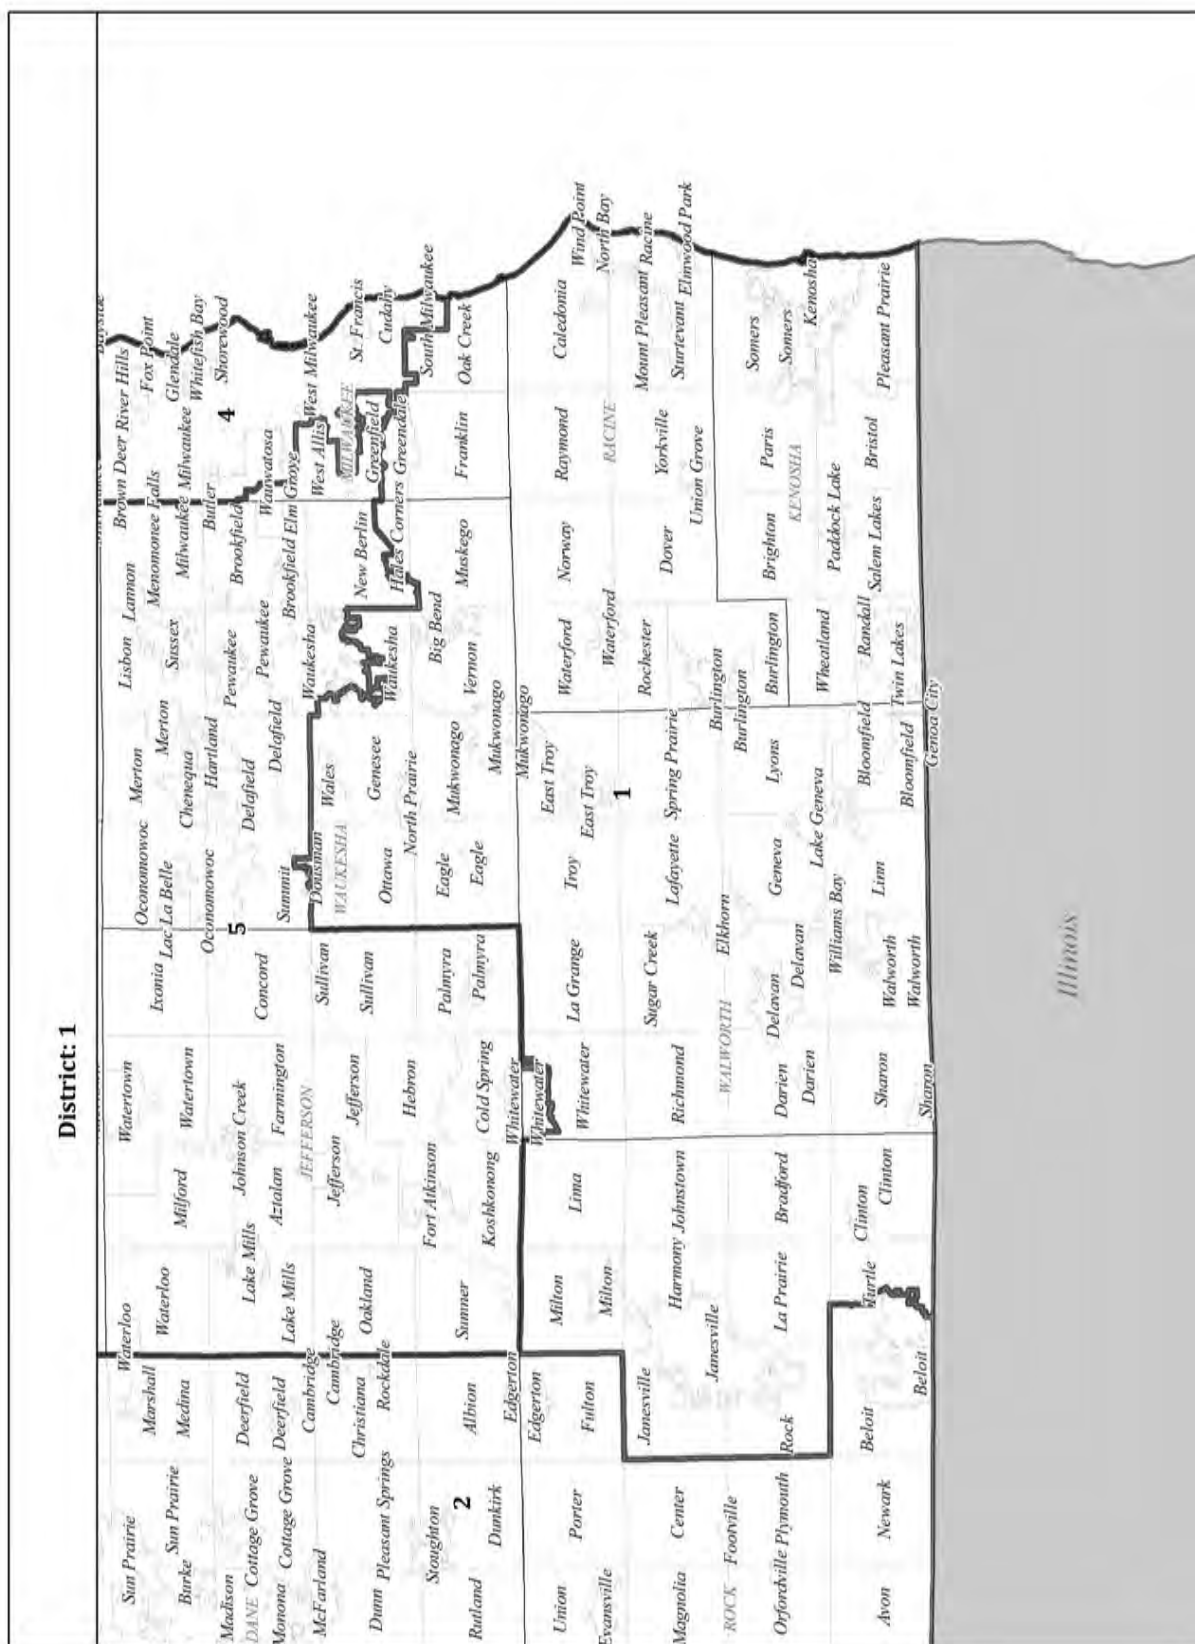 District: 1
Bayside
Brown Deer River Hills
Fox Point
Glendale
Whitefish Bay
Shorewood
Menomonee Falls
Milwaukee Milwaukee
Butler
4
Wauwatosa
Lannon
Lisbon
Sussex
Brookfield
Brookfield Elm Grove
West Allis
West Milwaukee
St. Francis
MILWAUKEE
Cudahy
Greenfield
Greendale
South Milwaukee
Oak Creek
Franklin
New Berlin
Hales Corners
Muskego
Pewaukee
Pewaukee
Waukesha
Waukesha
Big Bend
Vernon
Merton
Merton
Chenequa
Hartland
Delafield
Delafield
Wales
Genesee
North Prairie
Mukwonago
Mukwonago
Mukwonago
Oconomowoc
Lac La Belle
Oconomowoc
5
Summit
Dousman
WAUKESHA
Ottawa
Eagle
Eagle
Ixonia
Concord
Sullivan
Sullivan
Palmyra
Palmyra
Watertown
Watertown
Johnson Creek
Farmington
JEFFERSON
Jefferson
Hebron
Cold Spring
Whitewater
Whitewater
Whitewater
Milford
Aztalan
Jefferson
Fort Atkinson
Koshkonong
Lake Mills
Waterloo
Waterloo
Lake Mills
Oakland
Sumner
Marshall
Medina
Deerfield
Deerfield
Cambridge
Cambridge
Christiana
Rockdale
Albion
Edgerton
Edgerton
Sun Prairie
Sun Prairie
Burke
Cottage Grove
Cottage Grove
Madison
DANE
Monona
McFarland
Pleasant Springs
Dunn
Stoughton
2
Dunkirk
Rutland
Wind Point
North Bay
Caledonia
Mount Pleasant
Racine
Sturtevant
Elmwood Park
Raymond
RACINE
Yorkville
Union Grove
Norway
Dover
Waterford
Waterford
Rochester
Burlington
Burlington
Burlington
Somers
Somers
Kenosha
Pleasant Prairie
Paris
KENOSHA
Bristol
Brighton
Paddock Lake
Salem Lakes
Wheatland
Randall
Twin Lakes
Genoa City
East Troy
East Troy
1
Spring Prairie
Lyons
Bloomfield
Bloomfield
Troy
Lafayette
Geneva
Lake Geneva
Linn
La Grange
Sugar Creek
Elkhorn
Delavan
Delavan
Williams Bay
Walworth
Walworth
Richmond
WALWORTH
Darien
Darien
Sharon
Sharon
Lima
Johnstown
Bradford
Clinton
Clinton
Milton
Milton
Harmony
La Prairie
Turtle
Janesville
Janesville
Fulton
Rock
Beloit
Beloit
Porter
Center
Footville
Plymouth
Newark
Union
Evansville
Magnolia
ROCK
Orfordville
Avon
Illinois